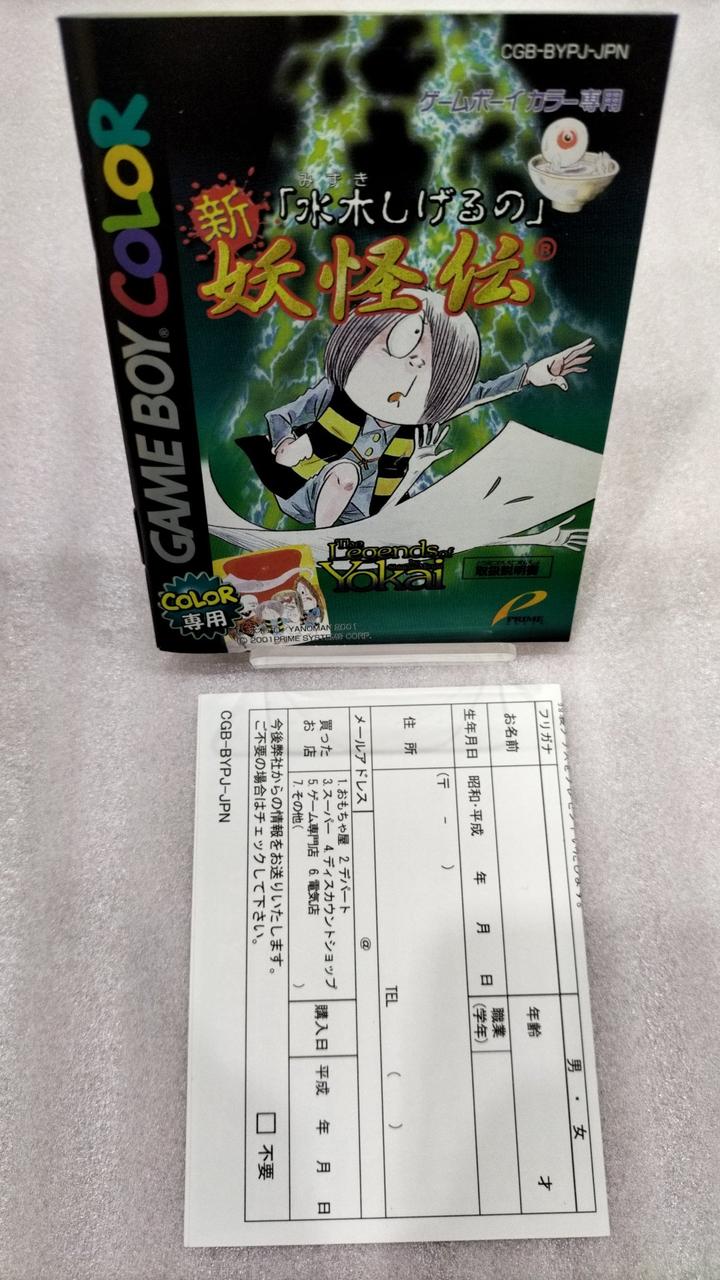 CGB-BYPJ-JPN
ゲームボーイカラー専用
みずき
新
「水木しげるの」
妖怪伝®
GAME BOY® COLOR
The
Legends of
Yokai
取扱説明書
COLOR
専用
PRIME
YANOMAN 2001
(C) 2001 PRIME SYSTEM CORP.
フリガナ
男・女
お名前
年齢
才
生年月日
昭和・平成 年 月 日
職業
(学年)
住所
(〒 － )
TEL ( )
メールアドレス
@
買った
お店
1.おもちゃ屋 2.デパート
3.スーパー 4.ディスカウントショップ
5.ゲーム専門店 6.電気店
7.その他( )
購入日
平成 年 月 日
今後弊社からの情報をお送りいたします。
ご不要の場合はチェックして下さい。
□ 不要
CGB-BYPJ-JPN